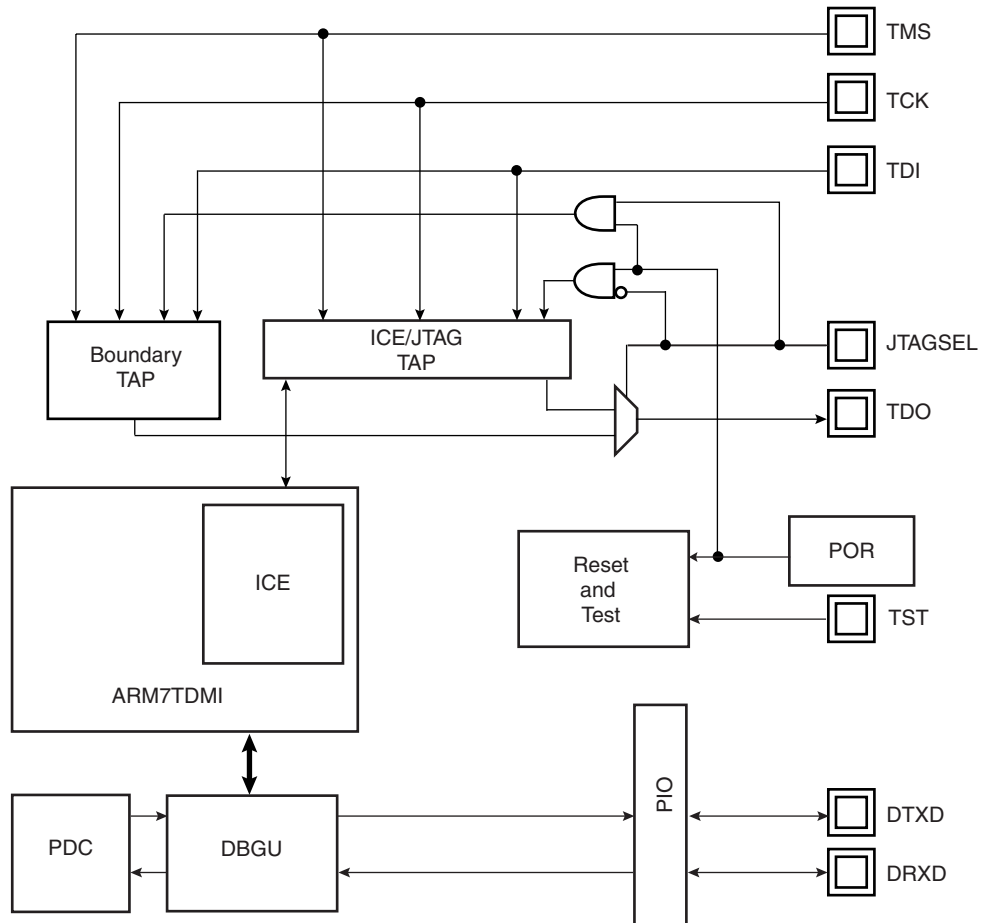 TMS
TCK
TDI
Boundary
TAP
ICE/JTAG
TAP
JTAGSEL
TDO
Reset
and
Test
POR
TST
ICE
ARM7TDMI
PDC
DBGU
PIO
DTXD
DRXD